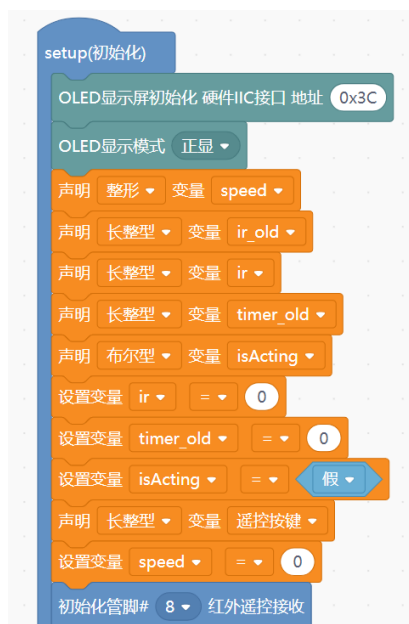 setup(初始化)
OLED显示屏初始化 硬件IIC接口 地址 0x3C
OLED显示模式 正显
声明 整形 变量 speed
声明 长整型 变量 ir_old
声明 长整型 变量 ir
声明 长整型 变量 timer_old
声明 布尔型 变量 isActing
设置变量 ir = 0
设置变量 timer_old = 0
设置变量 isActing = 假
声明 长整型 变量 遥控按键
设置变量 speed = 0
初始化管脚# 8 红外遥控接收